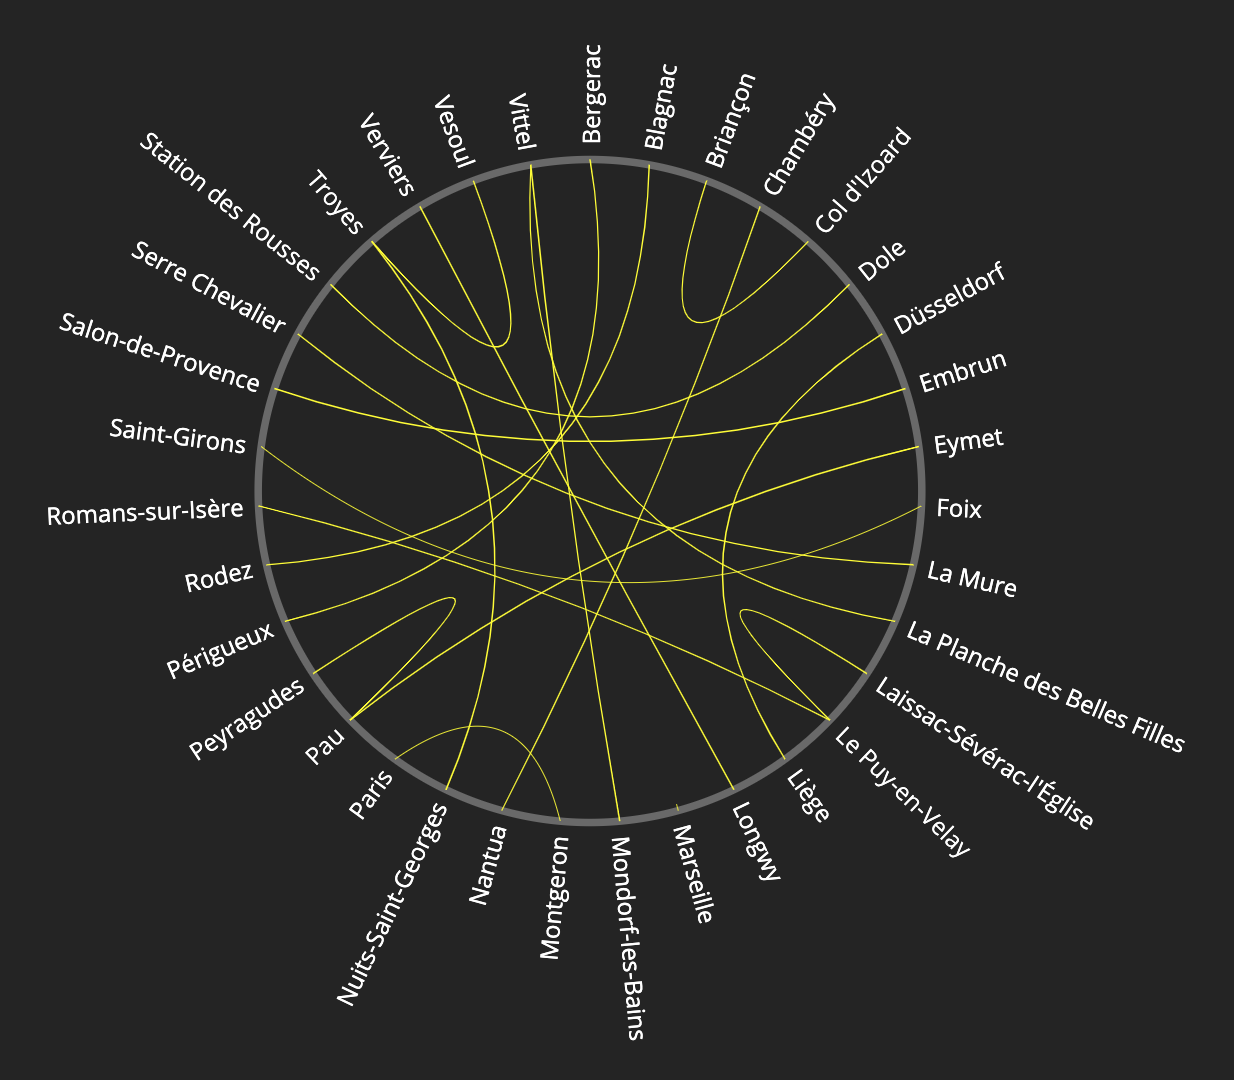 Bergerac
Blagnac
Briançon
Chambéry
Col d'Izoard
Dole
Düsseldorf
Embrun
Eymet
Foix
La Mure
La Planche des Belles Filles
Laissac-Sévérac-l'Église
Le Puy-en-Velay
Liège
Longwy
Marseille
Mondorf-les-Bains
Montgeron
Nantua
Nuits-Saint-Georges
Paris
Pau
Peyragudes
Périgueux
Rodez
Romans-sur-Isère
Saint-Girons
Salon-de-Provence
Serre Chevalier
Station des Rousses
Troyes
Verviers
Vesoul
Vittel